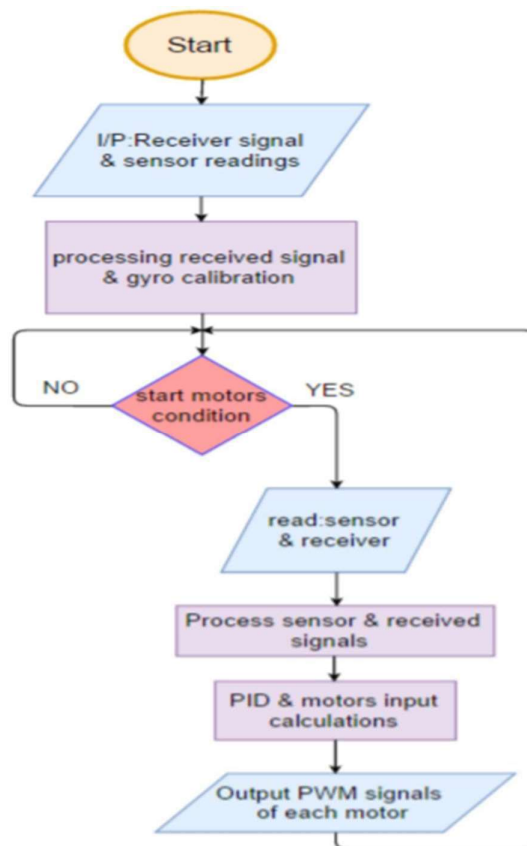 Start
I/P:Receiver signal
& sensor readings
processing received signal
& gyro calibration
NO
YES
start motors
condition
read:sensor
& receiver
Process sensor & received
signals
PID & motors input
calculations
Output PWM signals
of each motor